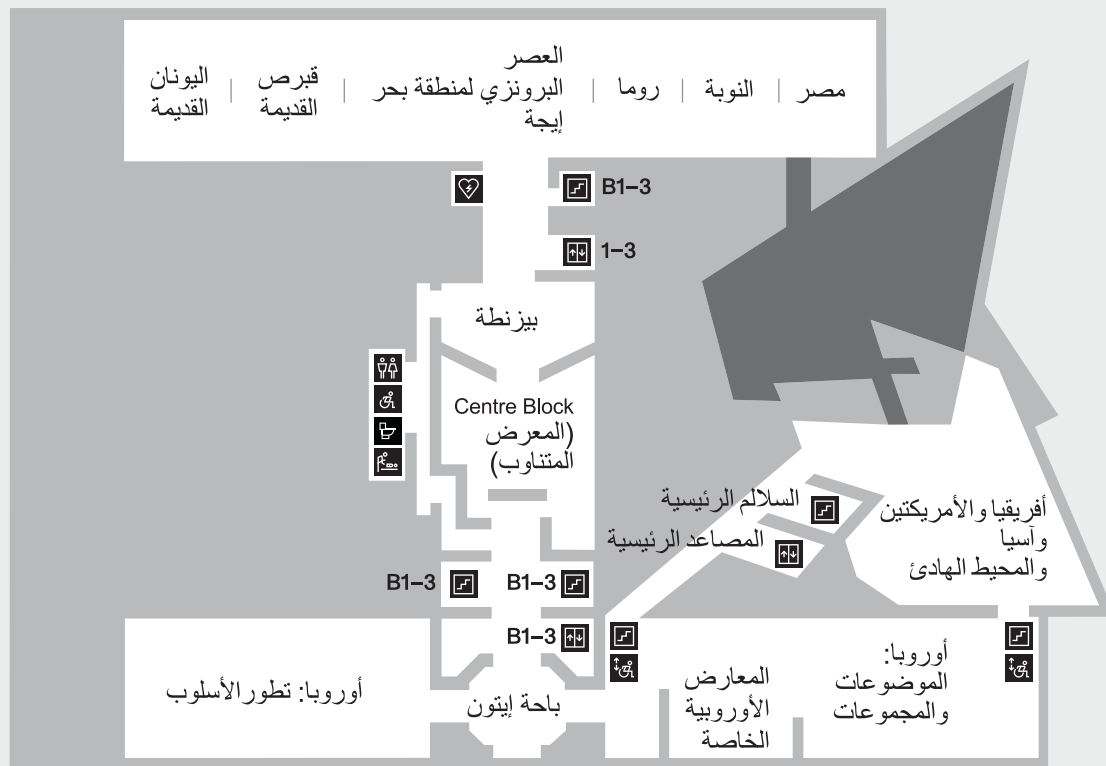 مصر
النوبة
روما
العصر
البرونزي لمنطقة بحر
إيجة
قبرص
القديمة
اليونان
القديمة
B1–3
1–3
بيزنطة
Centre Block
(المعرض
المتناوب)
السلالم الرئيسية
المصاعد الرئيسية
أفريقيا والأمريكتين
وآسيا
والمحيط الهادئ
B1–3
B1–3
B1–3
أوروبا:
الموضوعات
والمجموعات
المعارض
الأوروبية
الخاصة
باحة إيتون
أوروبا: تطور الأسلوب